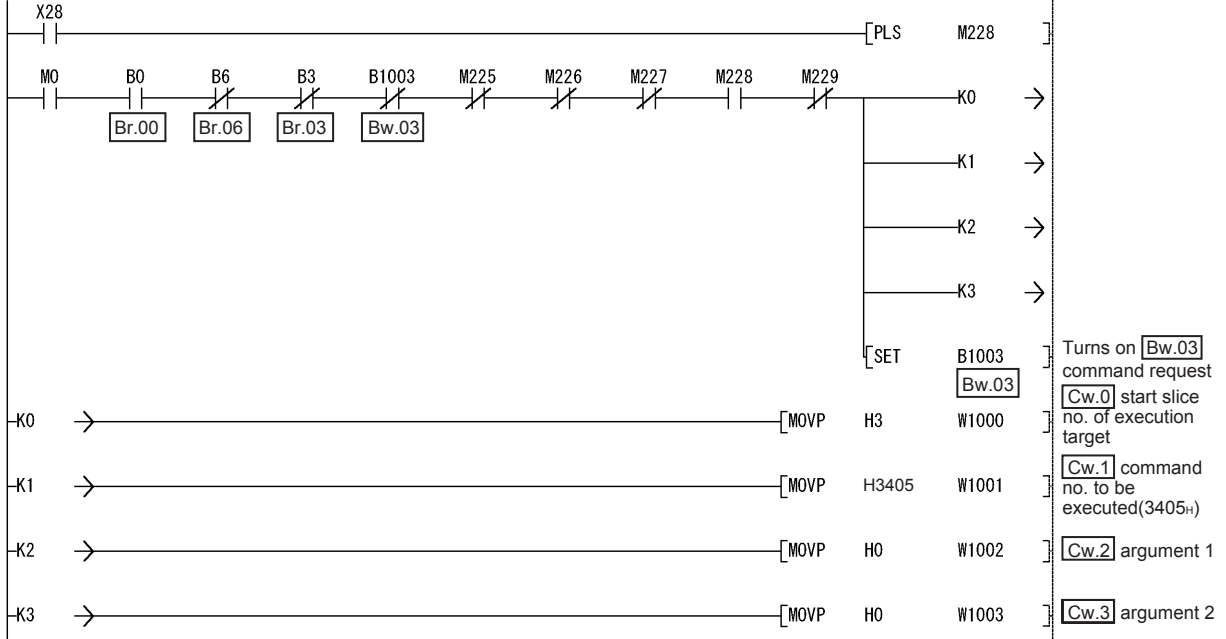 X28
[PLS M228 ]
M0 B0 B6 B3 B1003 M225 M226 M227 M228 M229
K0
Br.00 Br.06 Br.03 Bw.03
K1
K2
K3
[SET B1003 ]
Bw.03
Turns on Bw.03
command request
K0 [MOVP H3 W1000 ]
Cw.0 start slice
no. of execution
target
K1 [MOVP H3405 W1001 ]
Cw.1 command
no. to be
executed(3405H)
K2 [MOVP H0 W1002 ]
Cw.2 argument 1
K3 [MOVP H0 W1003 ]
Cw.3 argument 2